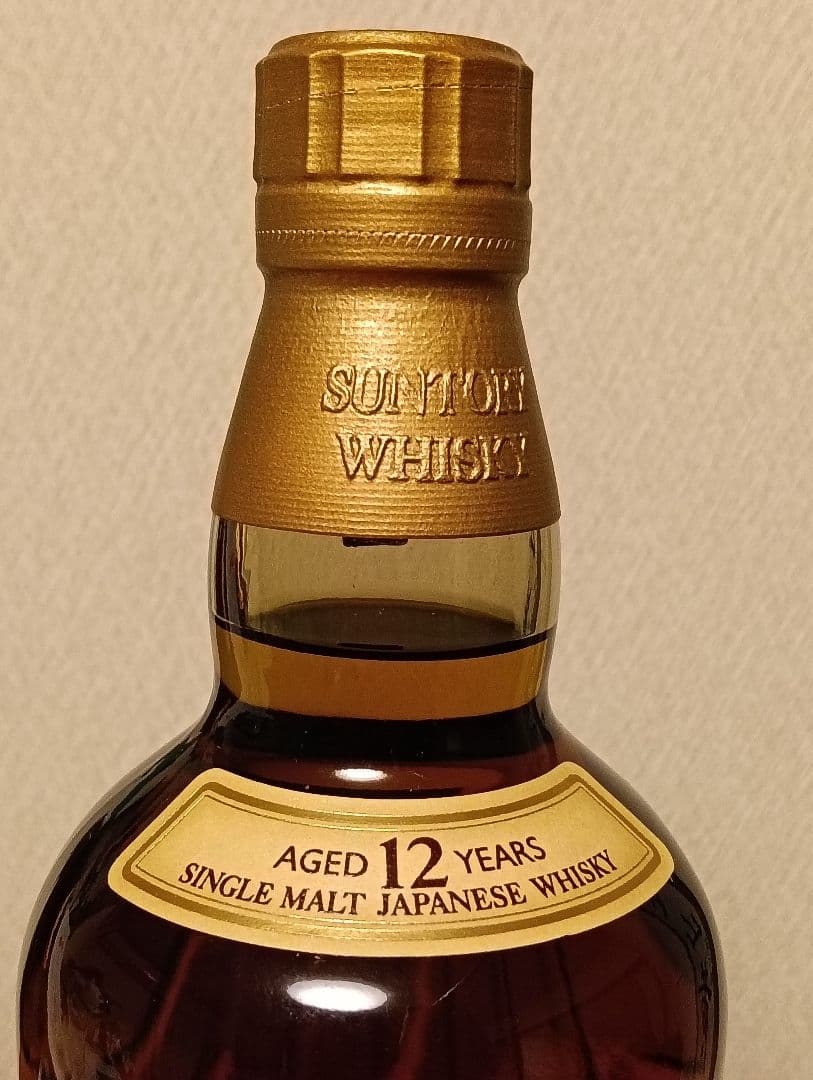 SUNTORY
WHISKY
AGED 12 YEARS
SINGLE MALT JAPANESE WHISKY